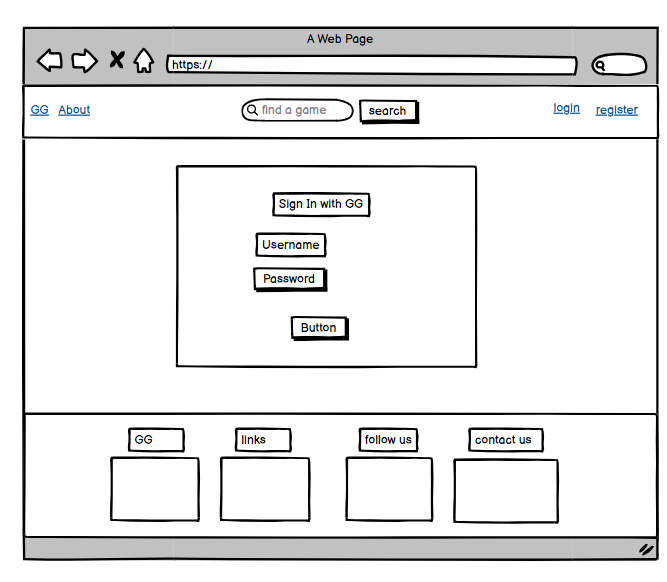 A Web Page
https://
GG About find a game search login register
Sign In with GG
Username
Password
Button
GG links follow us contact us